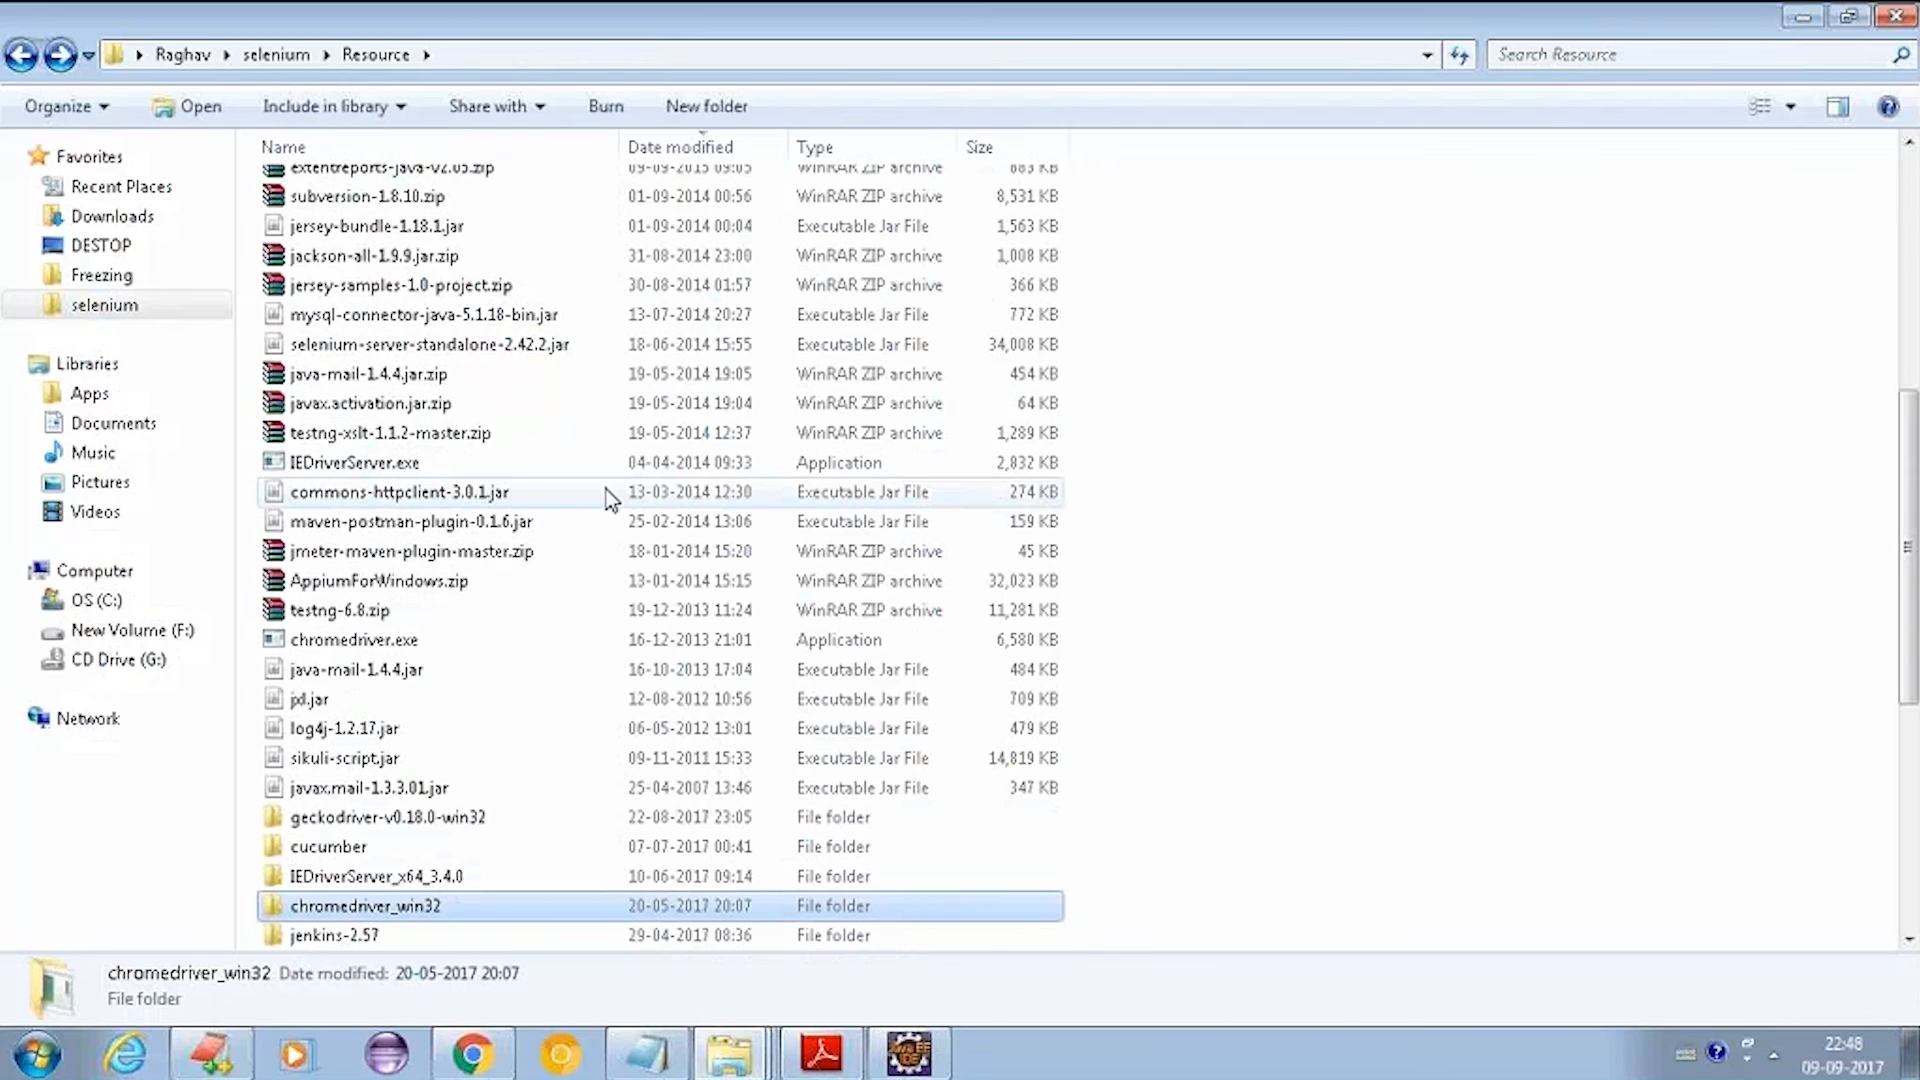 Raghav selenium Resource
Search Resource
Organize Open Include in library Share with Burn New folder
Name Date modified Type Size
extentreports-java-v2.05.zip 09-09-2015 09:05 WinRAR ZIP archive 883 KB
subversion-1.8.10.zip 01-09-2014 00:56 WinRAR ZIP archive 8,531 KB
jersey-bundle-1.18.1.jar 01-09-2014 00:04 Executable Jar File 1,563 KB
jackson-all-1.9.9.jar.zip 31-08-2014 23:00 WinRAR ZIP archive 1,008 KB
jersey-samples-1.0-project.zip 30-08-2014 01:57 WinRAR ZIP archive 366 KB
mysql-connector-java-5.1.18-bin.jar 13-07-2014 20:27 Executable Jar File 772 KB
selenium-server-standalone-2.42.2.jar 18-06-2014 15:55 Executable Jar File 34,008 KB
java-mail-1.4.4.jar.zip 19-05-2014 19:05 WinRAR ZIP archive 454 KB
javax.activation.jar.zip 19-05-2014 19:04 WinRAR ZIP archive 64 KB
testng-xslt-1.1.2-master.zip 19-05-2014 12:37 WinRAR ZIP archive 1,289 KB
IEDriverServer.exe 04-04-2014 09:33 Application 2,832 KB
commons-httpclient-3.0.1.jar 13-03-2014 12:30 Executable Jar File 274 KB
maven-postman-plugin-0.1.6.jar 25-02-2014 13:06 Executable Jar File 159 KB
jmeter-maven-plugin-master.zip 18-01-2014 15:20 WinRAR ZIP archive 45 KB
AppiumForWindows.zip 13-01-2014 15:15 WinRAR ZIP archive 32,023 KB
testng-6.8.zip 19-12-2013 11:24 WinRAR ZIP archive 11,281 KB
chromedriver.exe 16-12-2013 21:01 Application 6,580 KB
java-mail-1.4.4.jar 16-10-2013 17:04 Executable Jar File 484 KB
pd.jar 12-08-2012 10:56 Executable Jar File 709 KB
log4j-1.2.17.jar 06-05-2012 13:01 Executable Jar File 479 KB
sikuli-script.jar 09-11-2011 15:33 Executable Jar File 14,819 KB
javax.mail-1.3.3.01.jar 25-04-2007 13:46 Executable Jar File 347 KB
geckodriver-v0.18.0-win32 22-08-2017 23:05 File folder
cucumber 07-07-2017 00:41 File folder
IEDriverServer_x64_3.4.0 10-06-2017 09:14 File folder
chromedriver_win32 20-05-2017 20:07 File folder
jenkins-2.57 29-04-2017 08:36 File folder
Favorites
Recent Places
Downloads
DESTOP
Freezing
selenium
Libraries
Apps
Documents
Music
Pictures
Videos
Computer
OS (C:)
New Volume (F:)
CD Drive (G:)
Network
chromedriver_win32 Date modified: 20-05-2017 20:07
File folder
22:48
09-09-2017